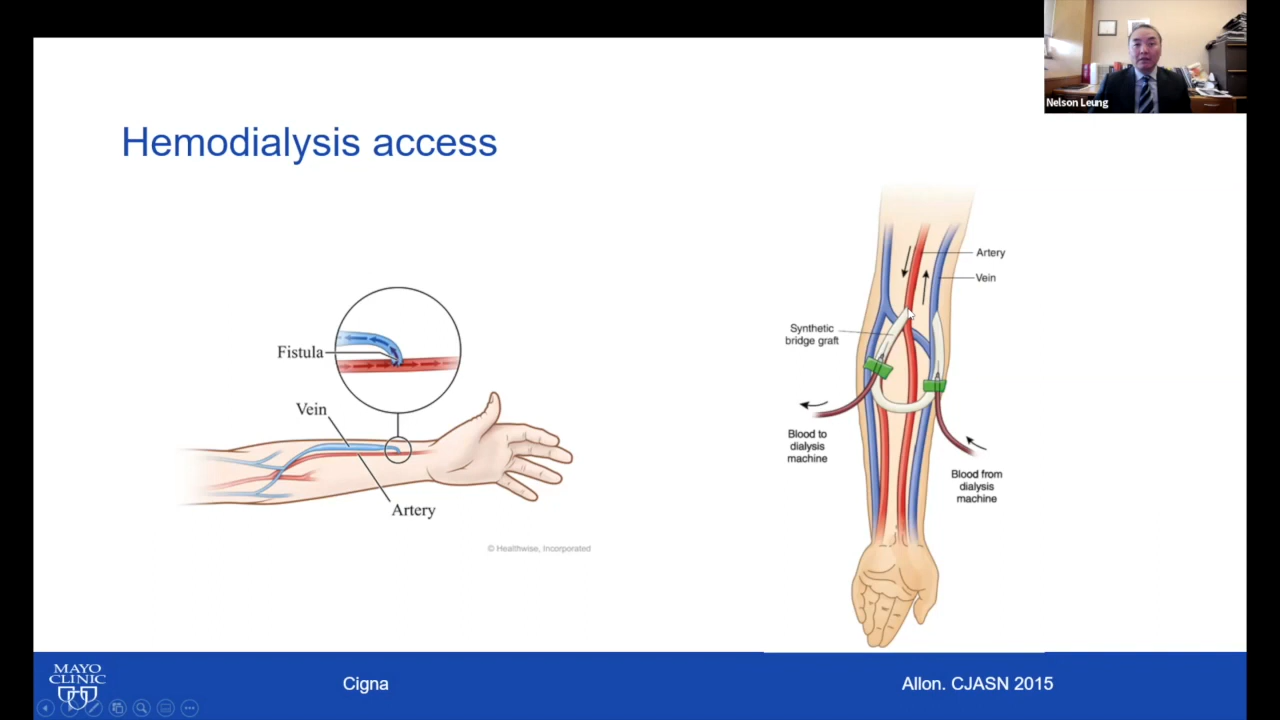 Nelson Leung
Hemodialysis access
Fistula
Vein
Artery
© Healthwise, Incorporated
Artery
Vein
Synthetic
bridge graft
Blood to
dialysis
machine
Blood from
dialysis
machine
MAYO
CLINIC
Cigna
Allon. CJASN 2015